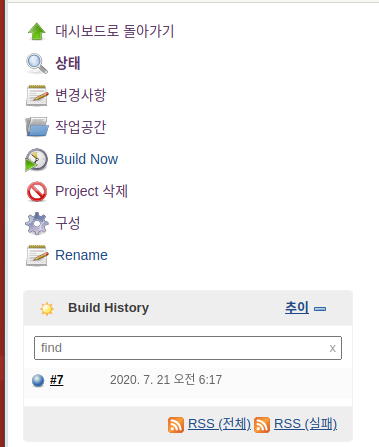 대시보드로 돌아가기
상태
변경사항
작업공간
Build Now
Project 삭제
구성
Rename
Build History 추이
find x
#7 2020. 7. 21 오전 6:17
RSS (전체) RSS (실패)